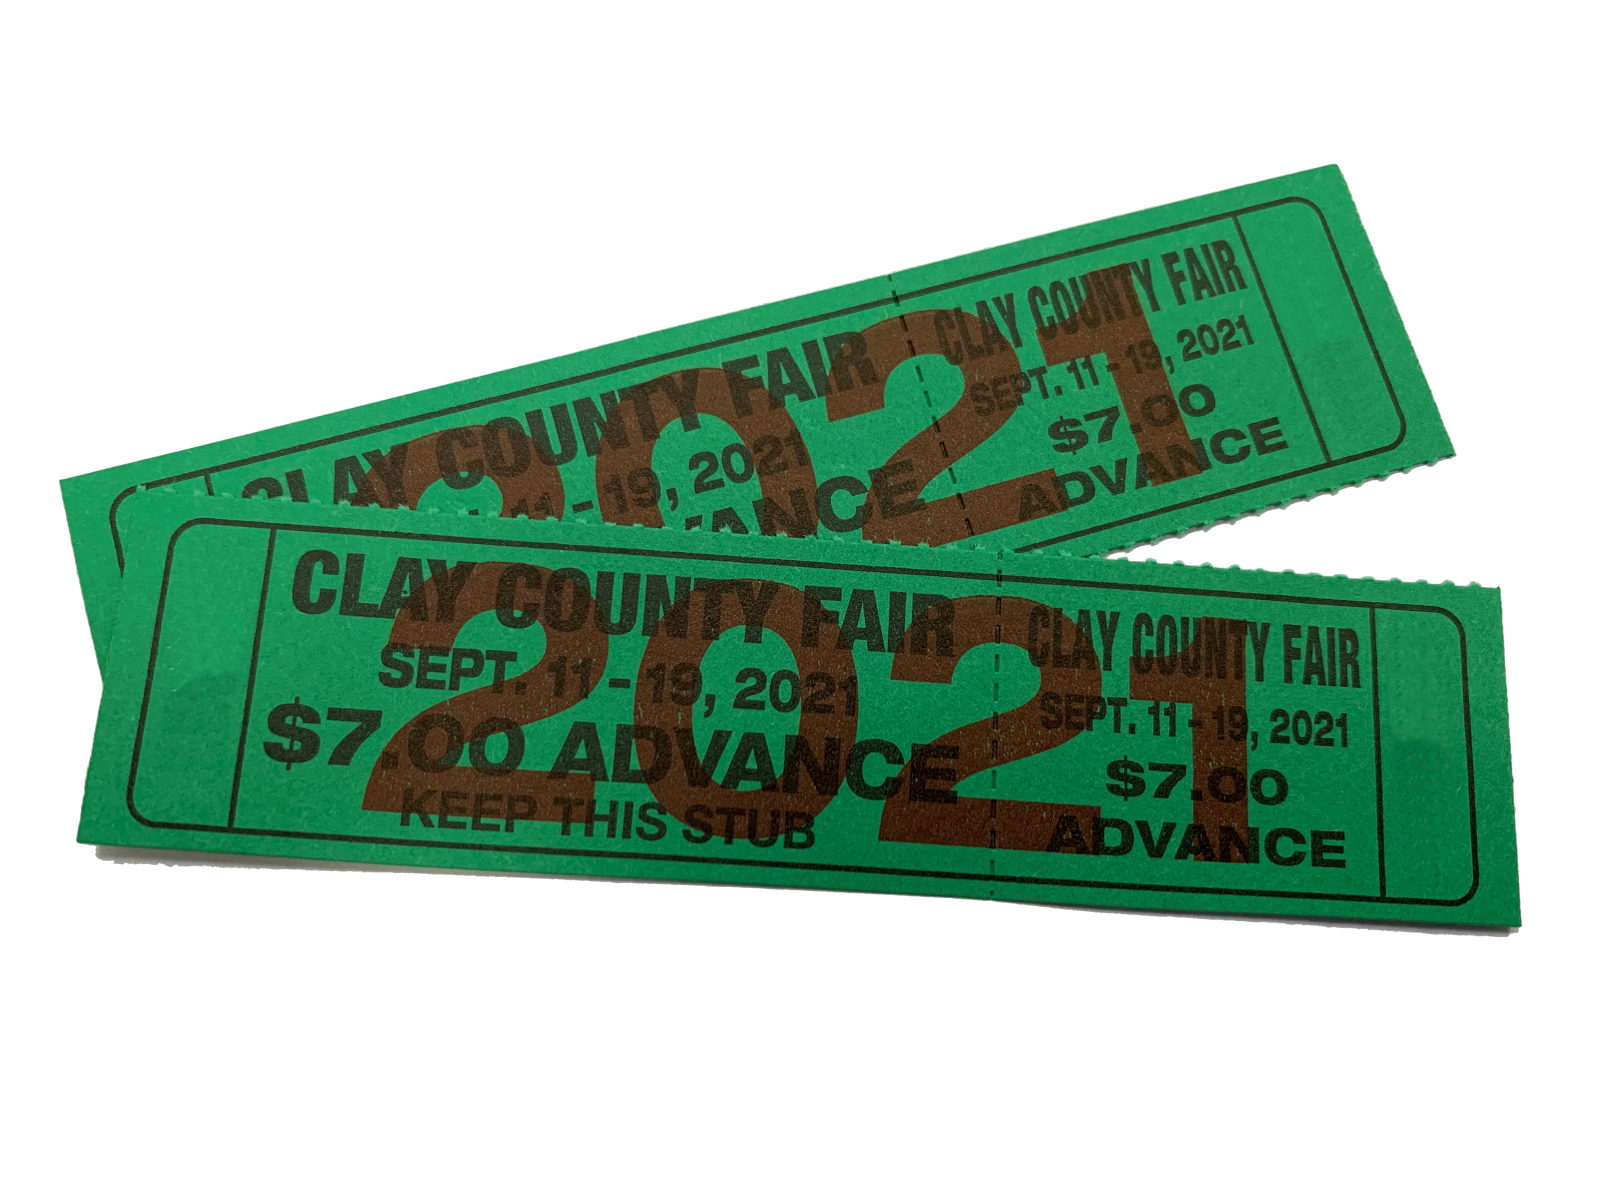 CLAY COUNTY FAIR
11 - 19, 2021
ADVANCE
CLAY COUNTY FAIR
SEPT. 11 - 19, 2021
$7.00
ADVANCE
2021
CLAY COUNTY FAIR
SEPT. 11 - 19, 2021
$7.00 ADVANCE
KEEP THIS STUB
CLAY COUNTY FAIR
SEPT. 11 - 19, 2021
$7.00
ADVANCE
2021